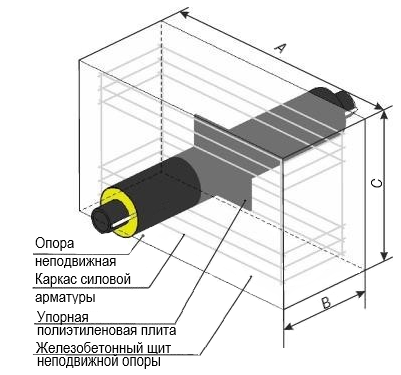 A
C
B
Опора
неподвижная
Каркас силовой
арматуры
Упорная
полиэтиленовая плита
Железобетонный щит
неподвижной опоры